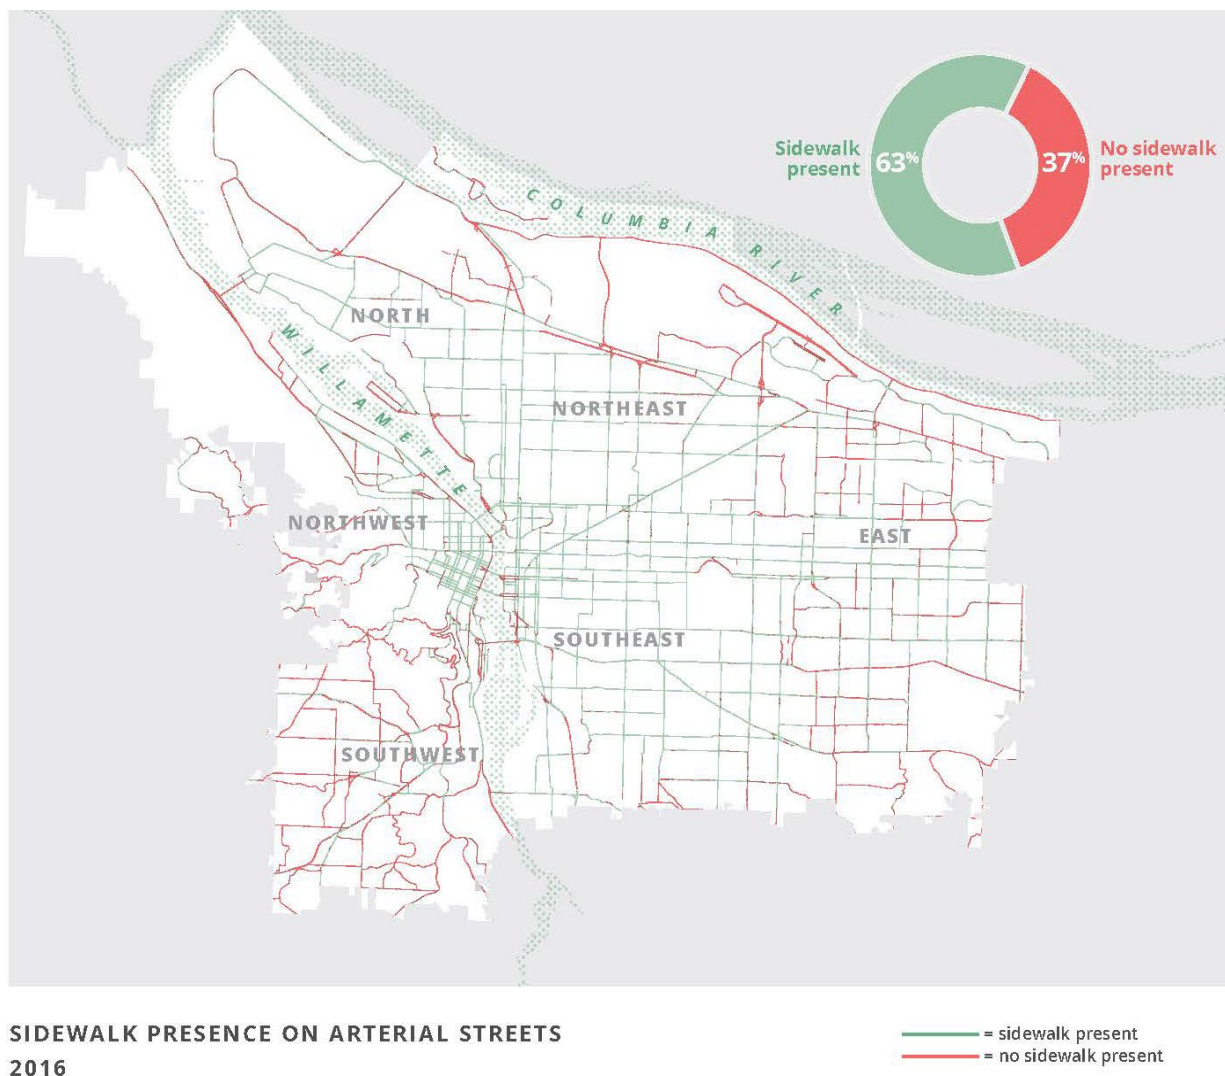 Sidewalk
present
63%
37%
No sidewalk
present
COLUMBIA RIVER
NORTH
WILLAMETTE
NORTHEAST
NORTHWEST
EAST
SOUTHEAST
SOUTHWEST
SIDEWALK PRESENCE ON ARTERIAL STREETS
2016
= sidewalk present
= no sidewalk present